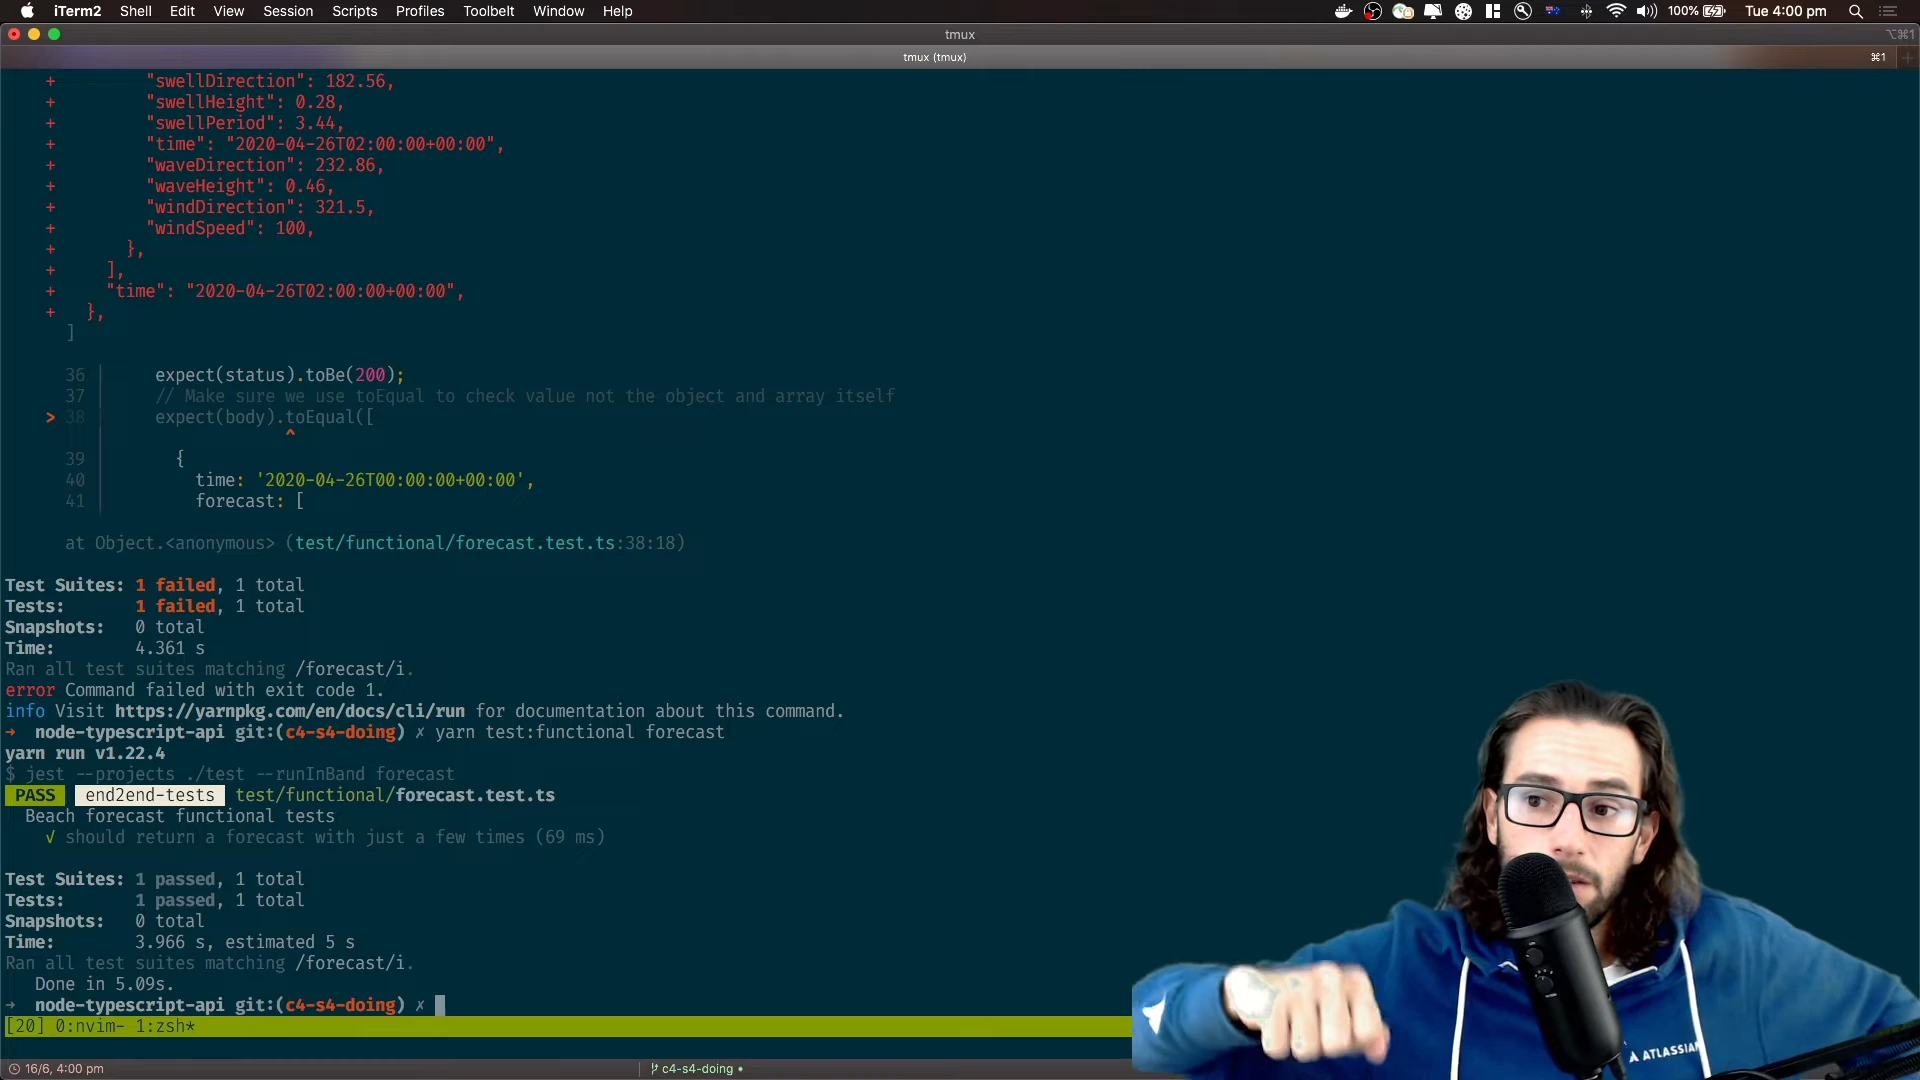 iTerm2 Shell Edit View Session Scripts Profiles Toolbelt Window Help 100% Tue 4:00 pm
tmux ⌥⌘1
tmux (tmux) ⌘1
+ "swellDirection": 182.56,
+ "swellHeight": 0.28,
+ "swellPeriod": 3.44,
+ "time": "2020-04-26T02:00:00+00:00",
+ "waveDirection": 232.86,
+ "waveHeight": 0.46,
+ "windDirection": 321.5,
+ "windSpeed": 100,
+ },
+ ],
+ "time": "2020-04-26T02:00:00+00:00",
+ },
]
36 | expect(status).toBe(200);
37 | // Make sure we use toEqual to check value not the object and array itself
> 38 | expect(body).toEqual([
| ^
39 | {
40 | time: '2020-04-26T00:00:00+00:00',
41 | forecast: [
at Object.<anonymous> (test/functional/forecast.test.ts:38:18)
Test Suites: 1 failed, 1 total
Tests: 1 failed, 1 total
Snapshots: 0 total
Time: 4.361 s
Ran all test suites matching /forecast/i.
error Command failed with exit code 1.
info Visit https://yarnpkg.com/en/docs/cli/run for documentation about this command.
→ node-typescript-api git:(c4-s4-doing) ✗ yarn test:functional forecast
yarn run v1.22.4
$ jest --projects ./test --runInBand forecast
PASS end2end-tests test/functional/forecast.test.ts
Beach forecast functional tests
√ should return a forecast with just a few times (69 ms)
Test Suites: 1 passed, 1 total
Tests: 1 passed, 1 total
Snapshots: 0 total
Time: 3.966 s, estimated 5 s
Ran all test suites matching /forecast/i.
Done in 5.09s.
→ node-typescript-api git:(c4-s4-doing) ✗
[20] 0:nvim- 1:zsh*
ATLASSIAN
16/6, 4:00 pm c4-s4-doing •